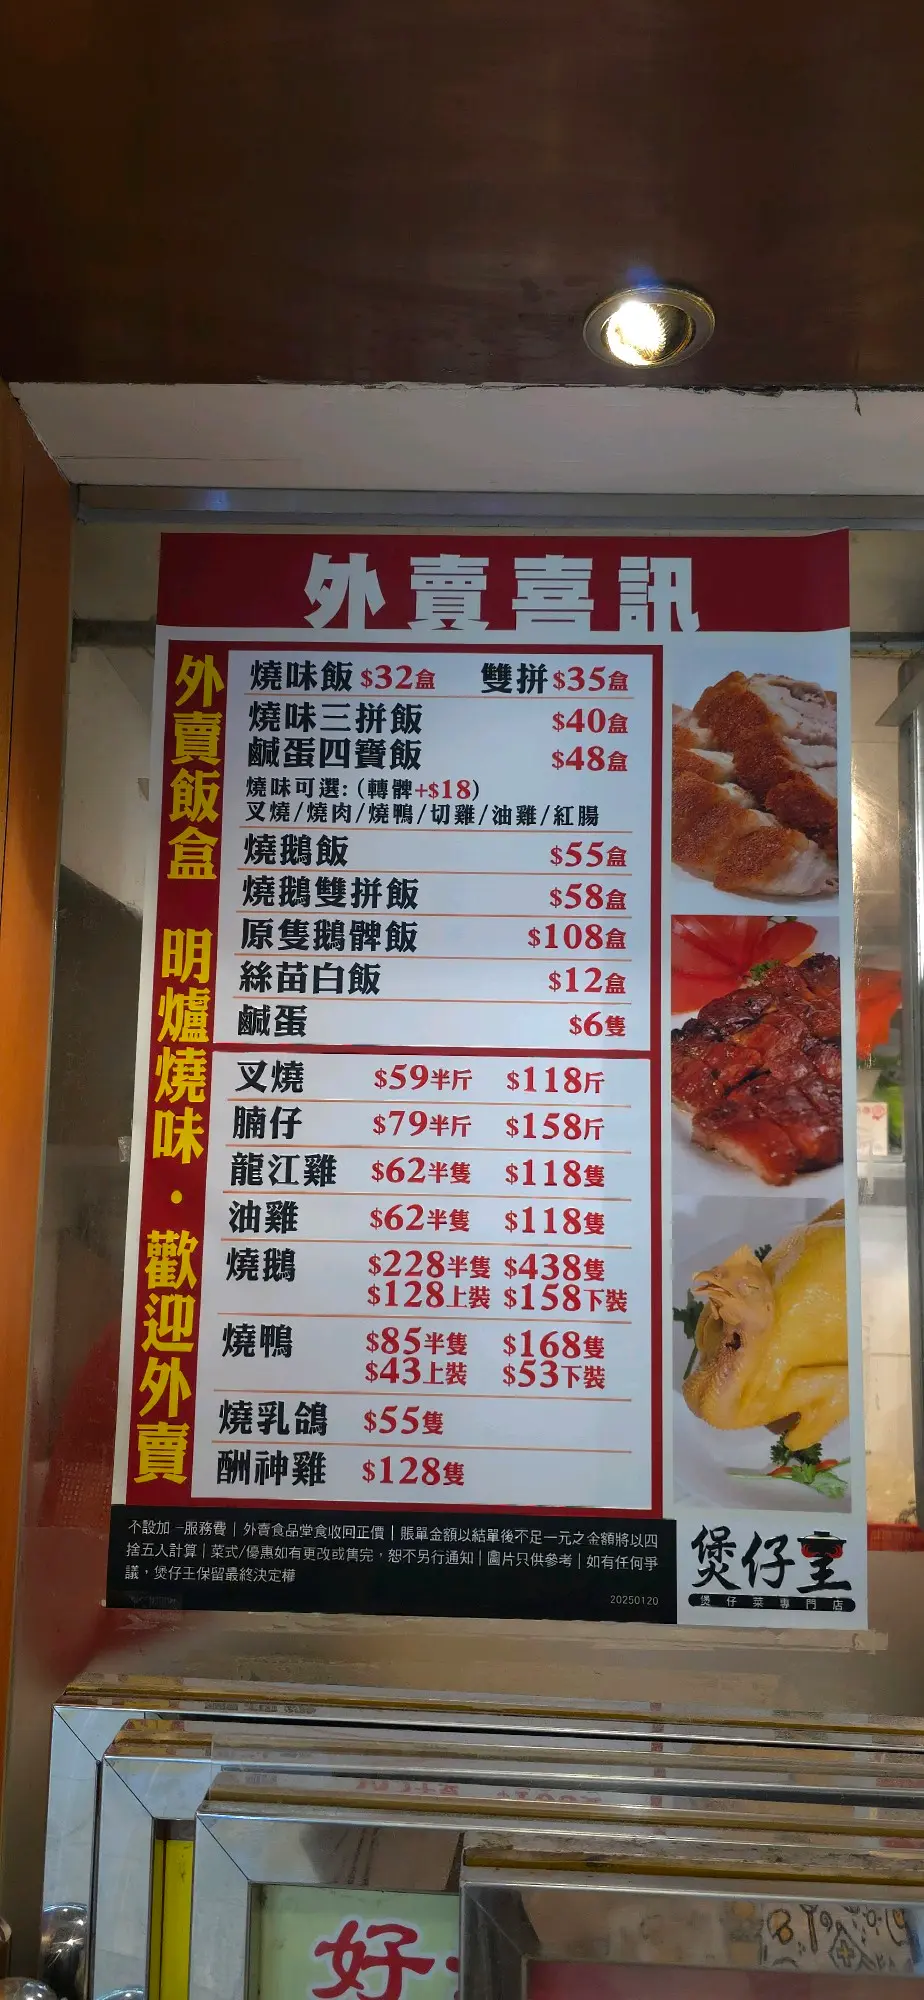 外賣喜訊
外賣飯盒 明爐燒味・歡迎外賣
燒味飯 $32盒 雙拼 $35盒
燒味三拼飯 $40盒
鹹蛋四寶飯 $48盒
燒味可選:(轉髀+$18)
叉燒/燒肉/燒鴨/切雞/油雞/紅腸
燒鵝飯 $55盒
燒鵝雙拼飯 $58盒
原隻鵝髀飯 $108盒
絲苗白飯 $12盒
鹹蛋 $6隻
叉燒 $59半斤 $118斤
腩仔 $79半斤 $158斤
龍江雞 $62半隻 $118隻
油雞 $62半隻 $118隻
燒鵝 $228半隻 $438隻
$128上裝 $158下裝
燒鴨 $85半隻 $168隻
$43上裝 $53下裝
燒乳鴿 $55隻
酬神雞 $128隻
不設加一服務費 | 外賣食品堂食收回正價 | 賬單金額以結單後不足一元之金額將以四
捨五人計算 | 菜式/優惠如有更改或售完，恕不另行通知 | 圖片只供參考 | 如有任何爭
議，煲仔王保留最終決定權
20250120
煲仔王
煲仔菜專門店
好